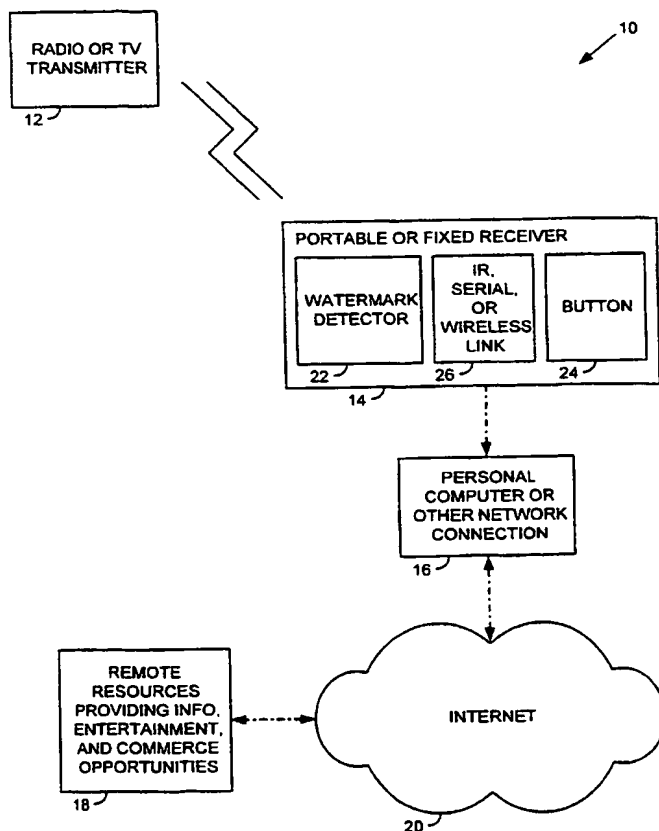 10
RADIO OR TV
TRANSMITTER
12
PORTABLE OR FIXED RECEIVER
WATERMARK
DETECTOR
22
IR,
SERIAL,
OR
WIRELESS
LINK
26
BUTTON
24
14
PERSONAL
COMPUTER OR
OTHER NETWORK
CONNECTION
16
REMOTE
RESOURCES
PROVIDING INFO,
ENTERTAINMENT,
AND COMMERCE
OPPORTUNITIES
18
INTERNET
20